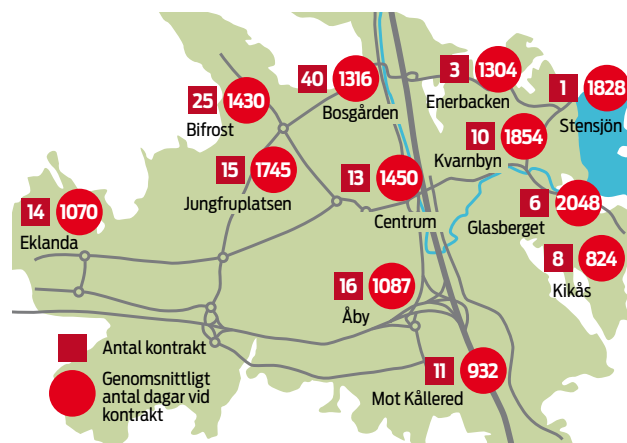 40 1316
Bosgården
3 1304
Enerbacken
1 1828
Stensjön
25 1430
Bifrost
10 1854
Kvarnbyn
15 1745
Jungfruplatsen
13 1450
Centrum
14 1070
Eklanda
6 2048
Glasberget
8 824
Kikås
16 1087
Åby
11 932
Mot Kållered
Antal kontrakt
Genomsnittligt
antal dagar vid
kontrakt